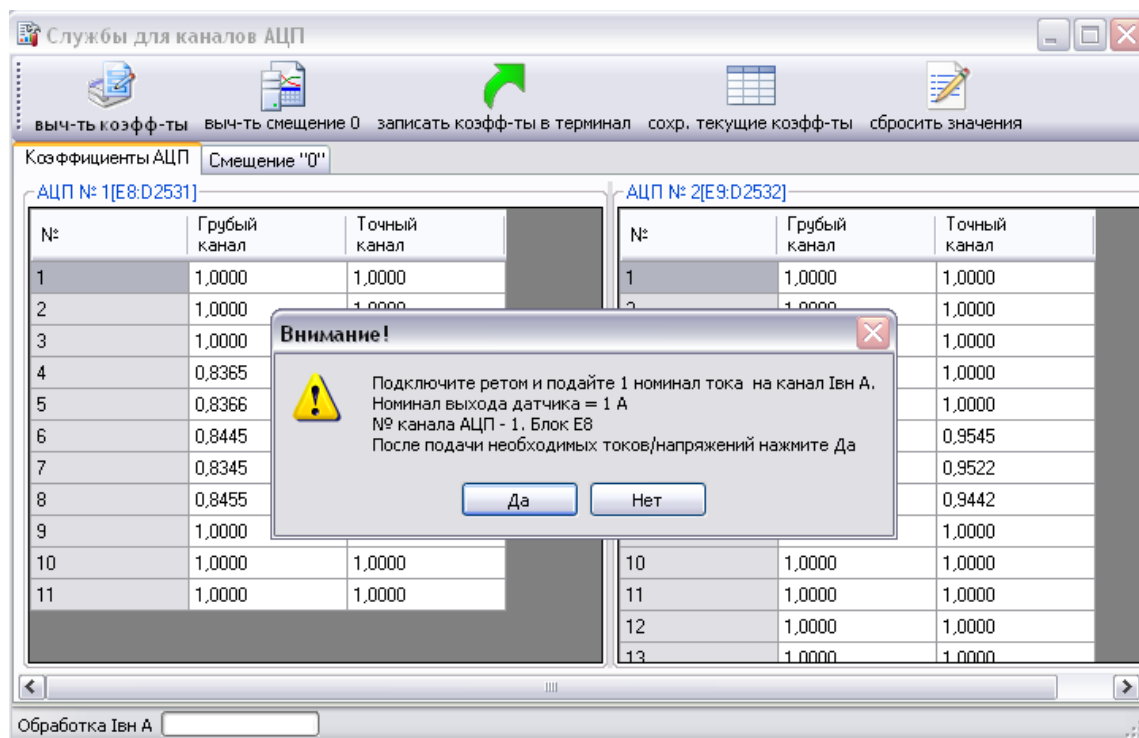 Службы для каналов АЦП
выч-ть коэфф-ты выч-ть смещение 0 записать коэфф-ты в терминал сохр. текущие коэфф-ты сбросить значения
Коэффициенты АЦП Смещение "0"
АЦП № 1[E8:D2531]
№ Грубый канал Точный канал
1 1,0000 1,0000
2 1,0000 1,0000
3 1,0000
4 0,8365
5 0,8366
6 0,8445
7 0,8345
8 0,8455
9 1,0000
10 1,0000 1,0000
11 1,0000 1,0000
АЦП № 2[E9:D2532]
№ Грубый канал Точный канал
1 1,0000 1,0000
2 1,0000 1,0000
1,0000
1,0000
1,0000
0,9545
0,9522
0,9442
1,0000
10 1,0000 1,0000
11 1,0000 1,0000
12 1,0000 1,0000
13 1,0000 1,0000
Внимание!
Подключите ретом и подайте 1 номинал тока на канал Iвн А.
Номинал выхода датчика = 1 А
№ канала АЦП - 1. Блок E8
После подачи необходимых токов/напряжений нажмите Да
Да Нет
Обработка Iвн А